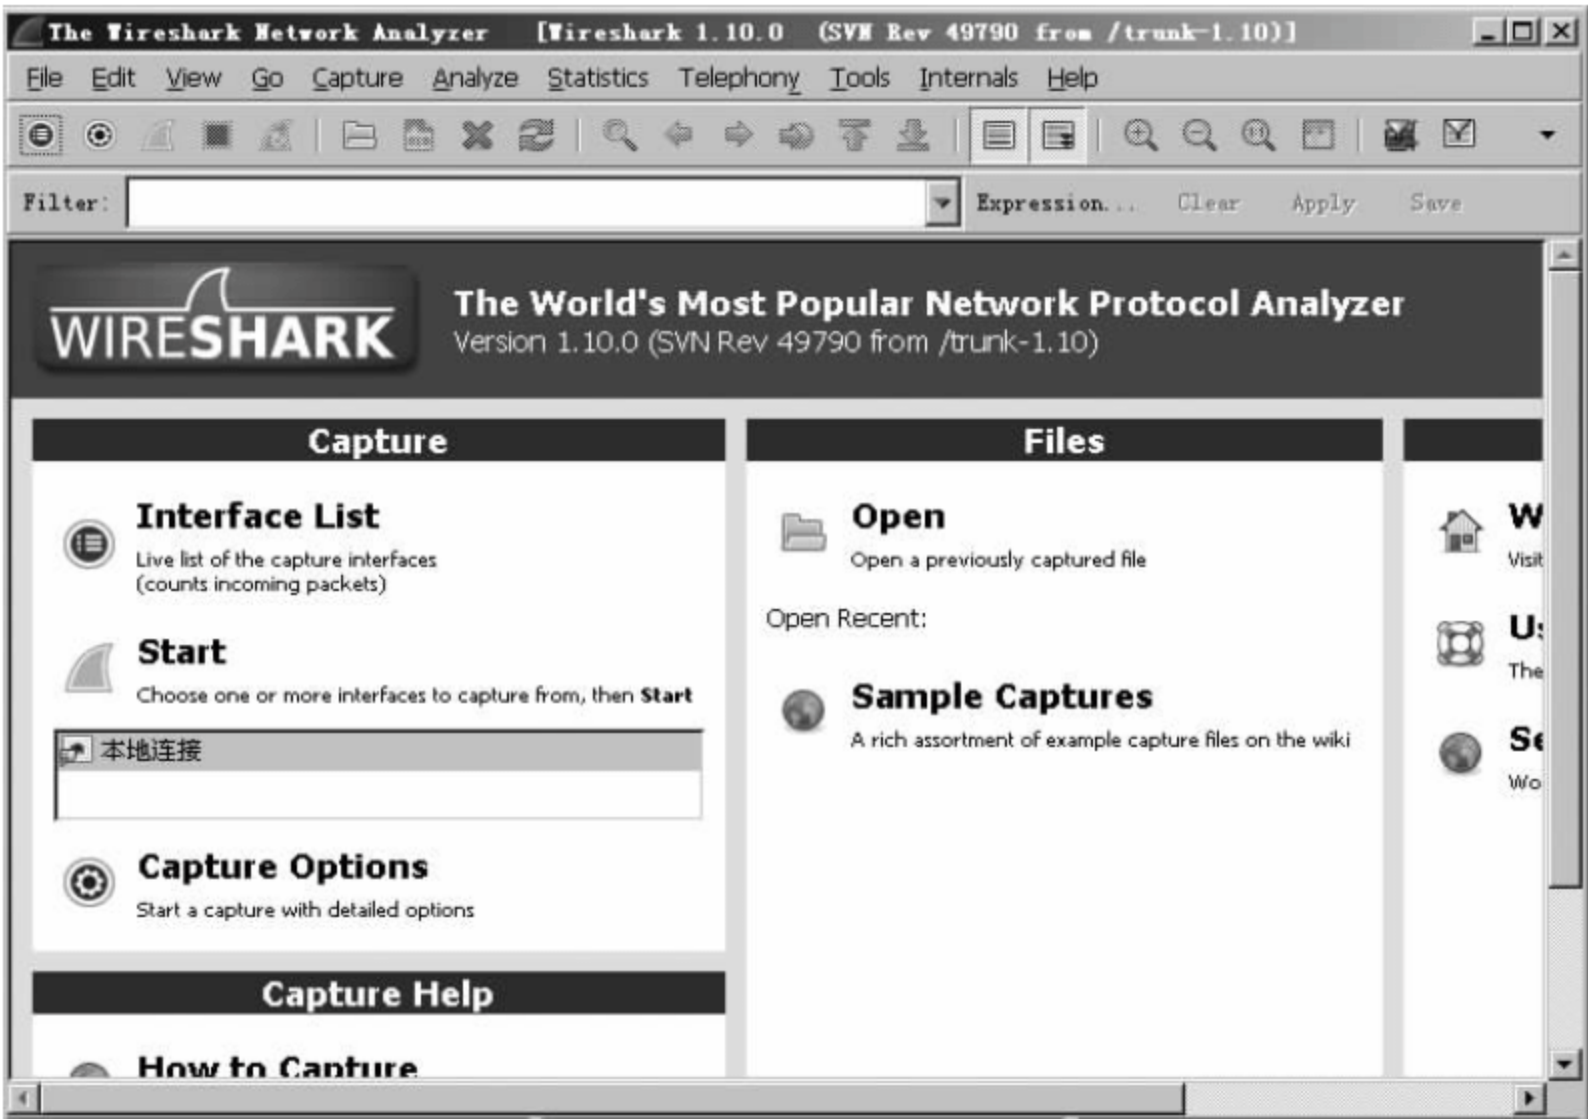 The Wireshark Network Analyzer [Wireshark 1.10.0 (SVN Rev 49790 from /trunk-1.10)]
File Edit View Go Capture Analyze Statistics Telephony Tools Internals Help
Filter: Expression... Clear Apply Save
WIRESHARK
The World's Most Popular Network Protocol Analyzer
Version 1.10.0 (SVN Rev 49790 from /trunk-1.10)
Capture
Interface List
Live list of the capture interfaces
(counts incoming packets)
Start
Choose one or more interfaces to capture from, then Start
本地连接
Capture Options
Start a capture with detailed options
Capture Help
How to Capture
Files
Open
Open a previously captured file
Open Recent:
Sample Captures
A rich assortment of example capture files on the wiki
W
Visit
Us
The
Se
Wo